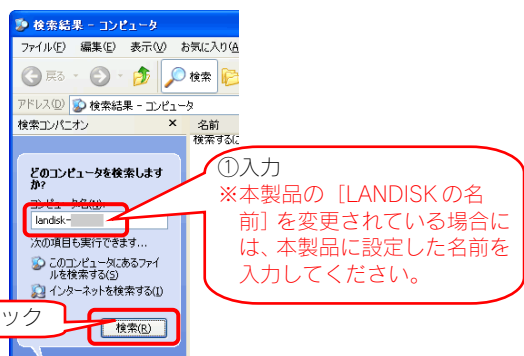 検索結果 - コンピュータ
ファイル(F) 編集(E) 表示(V) お気に入り(A
戻る 検索
アドレス(D) 検索結果 - コンピュータ
検索コンパニオン × 名前
検索するに
どのコンピュータを検索します
か?
コンピュータ名(N):
landisk-
次の項目も実行できます...
このコンピュータにあるファイ
ルを検索する(S)
インターネットを検索する(I)
検索(R)
①入力
※本製品の［LANDISK の名
前］を変更されている場合に
は、本製品に設定した名前を
入力してください。
ック